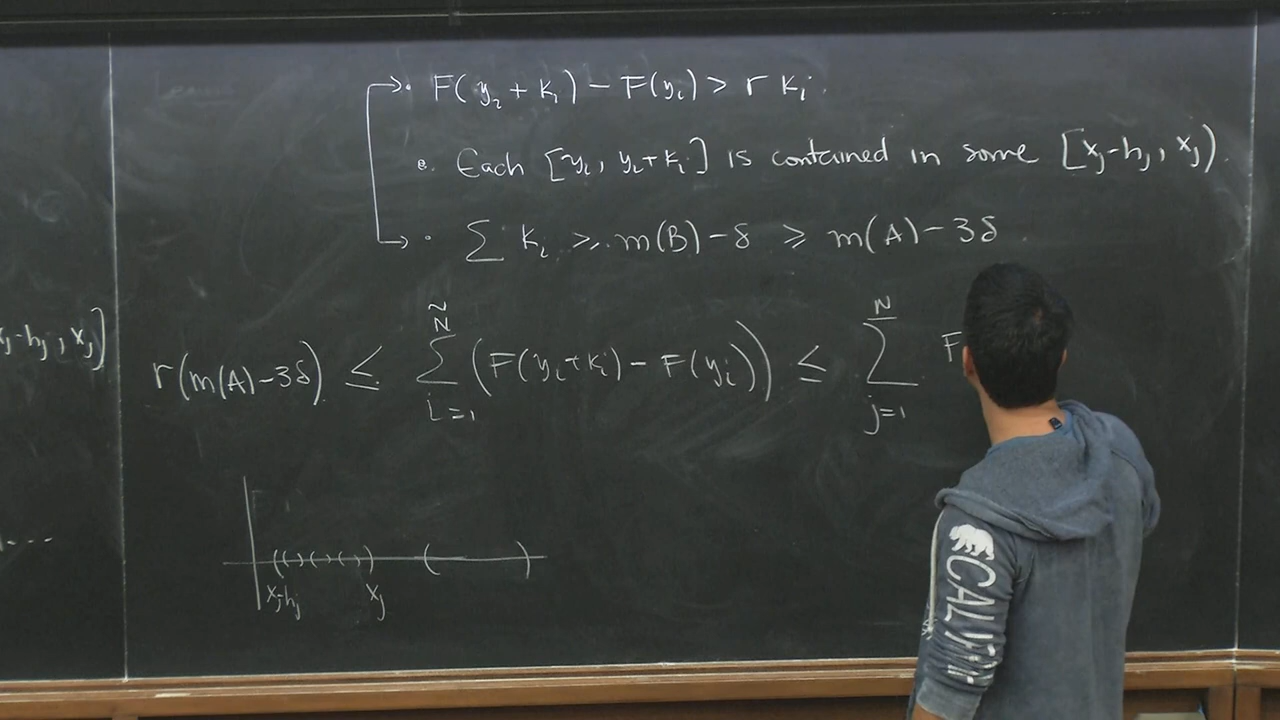 → · F(y_i + k_i) − F(y_i) > r k_i.
· Each [y_i, y_i+k_i] is contained in some [x_j−h_j, x_j).
→ · ∑ k_i ≥ m(B)−δ ≥ m(A)−3δ.
x_j−h_j, x_j]
r(m(A)−3δ) ≤ ∑_{i=1}^{Ñ} (F(y_i+k_i) − F(y_i)) ≤ ∑_{j=1}^{N} F
...
x_j−h_j x_j